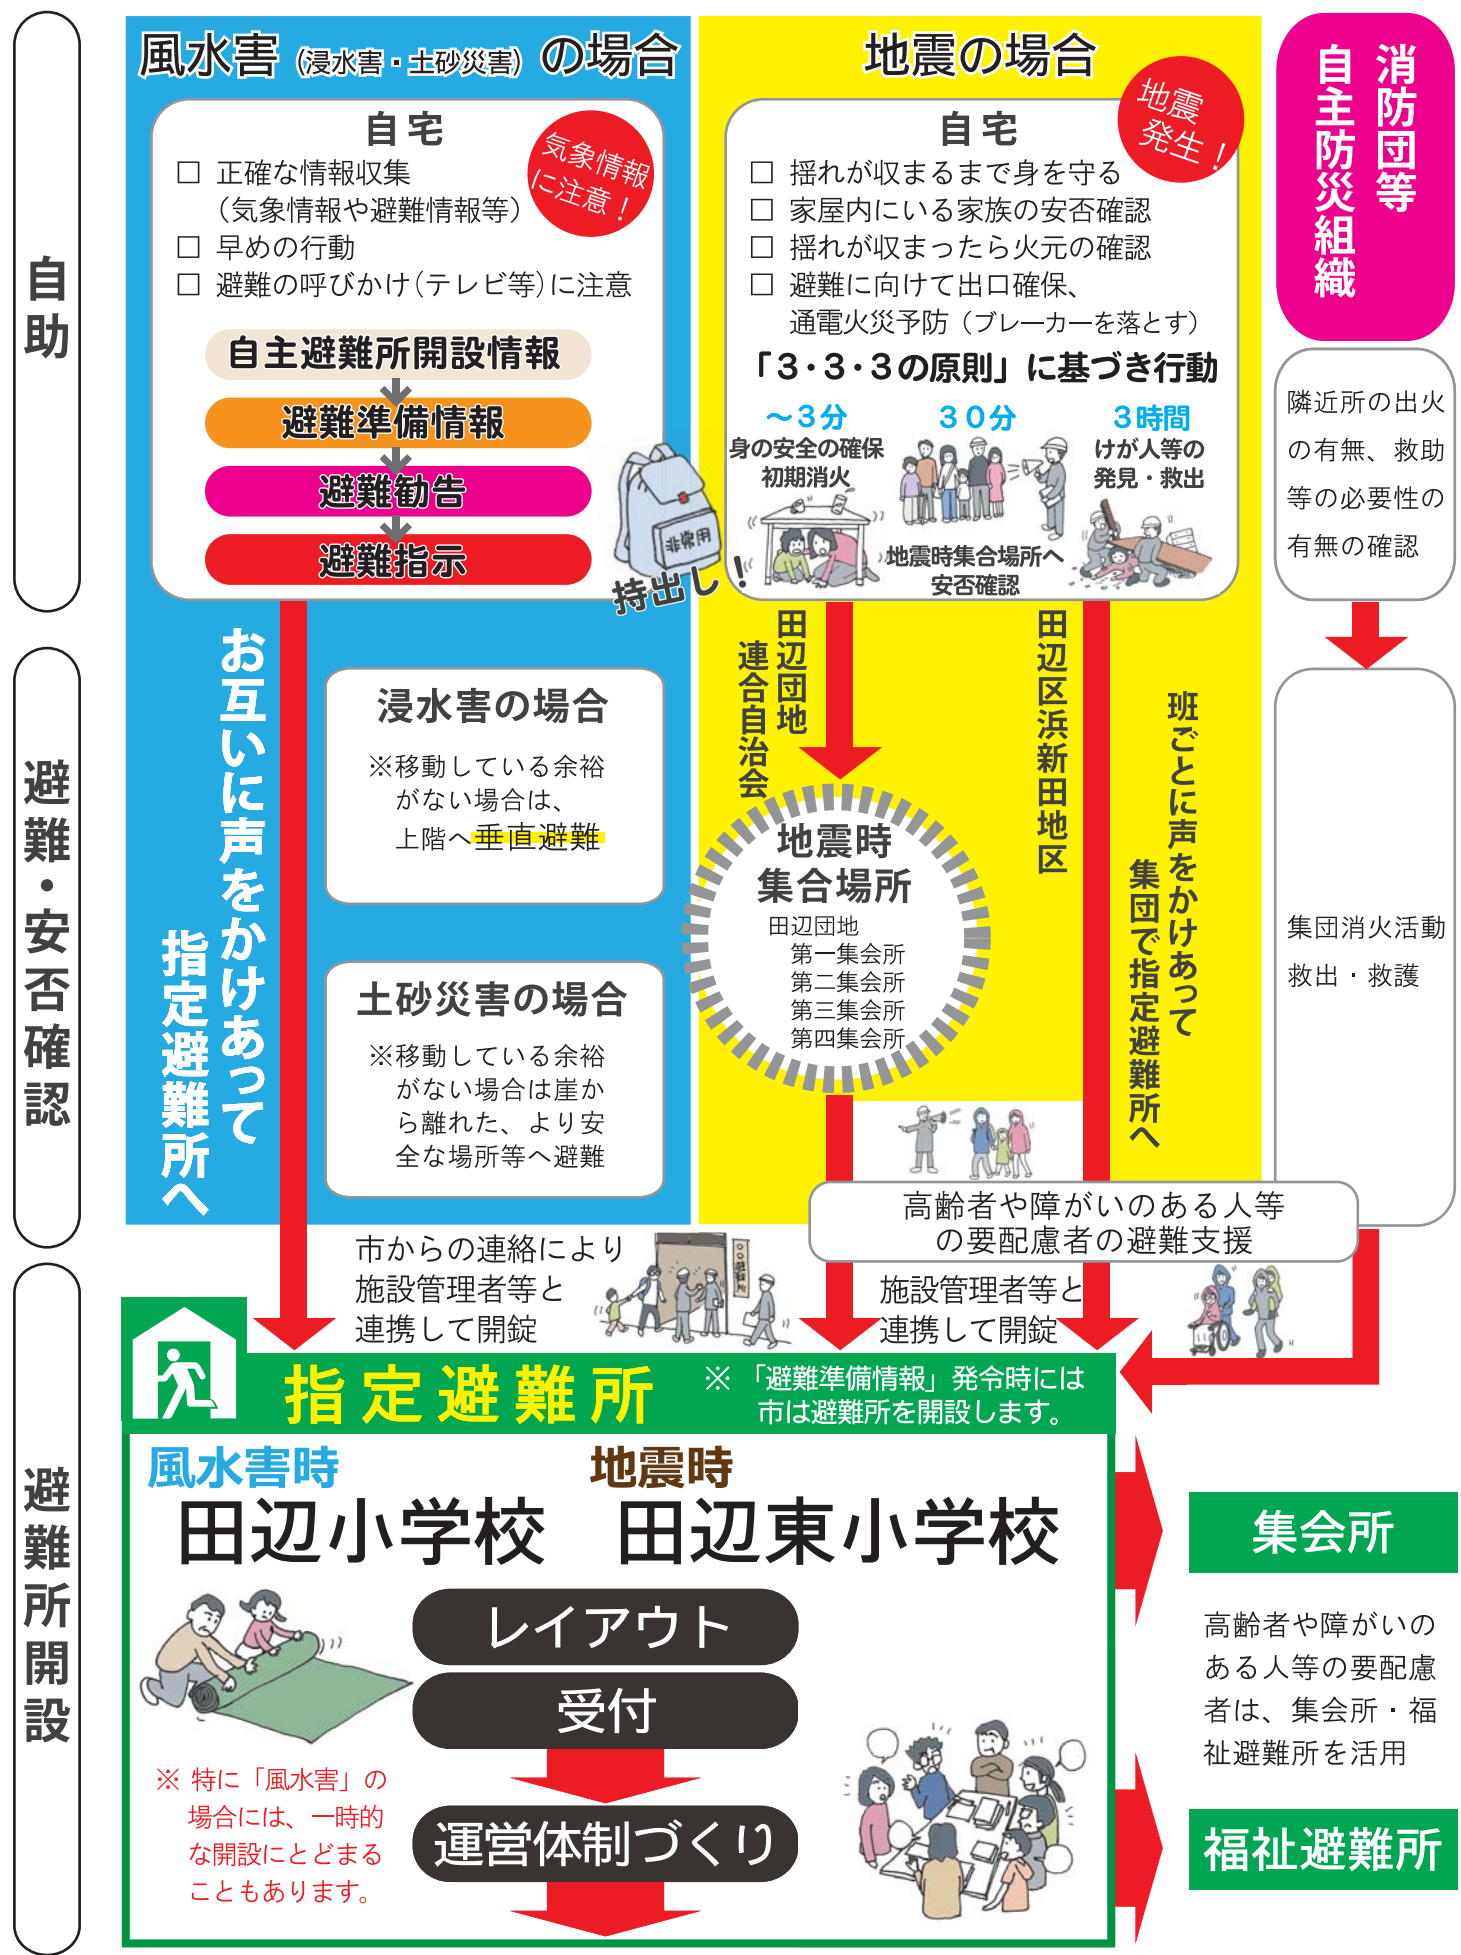 自助
避難・安否確認
避難所開設
風水害（浸水害・土砂災害）の場合
自宅
気象情報
に注意！
□ 正確な情報収集
（気象情報や避難情報等）
□ 早めの行動
□ 避難の呼びかけ（テレビ等）に注意
自主避難所開設情報
避難準備情報
避難勧告
避難指示
非常用
持出し！
お互いに声をかけあって
指定避難所へ
浸水害の場合
※移動している余裕
がない場合は、
上階へ垂直避難
土砂災害の場合
※移動している余裕
がない場合は崖か
ら離れた、より安
全な場所等へ避難
地震の場合
自宅
地震
発生！
□ 揺れが収まるまで身を守る
□ 家屋内にいる家族の安否確認
□ 揺れが収まったら火元の確認
□ 避難に向けて出口確保、
通電火災予防（ブレーカーを落とす）
「３・３・３の原則」に基づき行動
～３分
身の安全の確保
初期消火
３０分
地震時集合場所へ
安否確認
３時間
けが人等の
発見・救出
田辺団地
連合自治会
田辺区浜新田地区
班ごとに声をかけあって
集団で指定避難所へ
地震時
集合場所
田辺団地
第一集会所
第二集会所
第三集会所
第四集会所
消防団等
自主防災組織
隣近所の出火
の有無、救助
等の必要性の
有無の確認
集団消火活動
救出・救護
高齢者や障がいのある人等
の要配慮者の避難支援
市からの連絡により
施設管理者等と
連携して開錠
施設管理者等と
連携して開錠
指定避難所
※「避難準備情報」発令時には
市は避難所を開設します。
風水害時
田辺小学校
地震時
田辺東小学校
レイアウト
受付
運営体制づくり
※ 特に「風水害」の
場合には、一時的
な開設にとどまる
こともあります。
集会所
高齢者や障がいの
ある人等の要配慮
者は、集会所・福
祉避難所を活用
福祉避難所